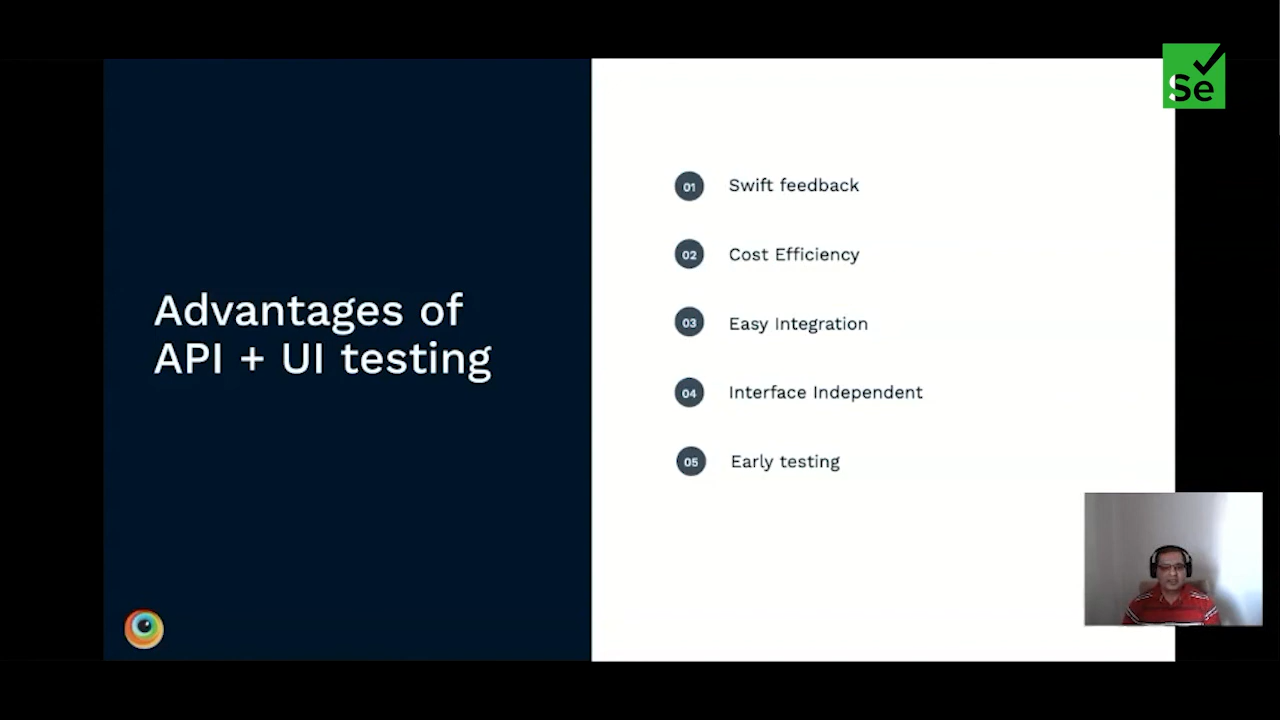 Se
Advantages of
API + UI testing
01 Swift feedback
02 Cost Efficiency
03 Easy Integration
04 Interface Independent
05 Early testing